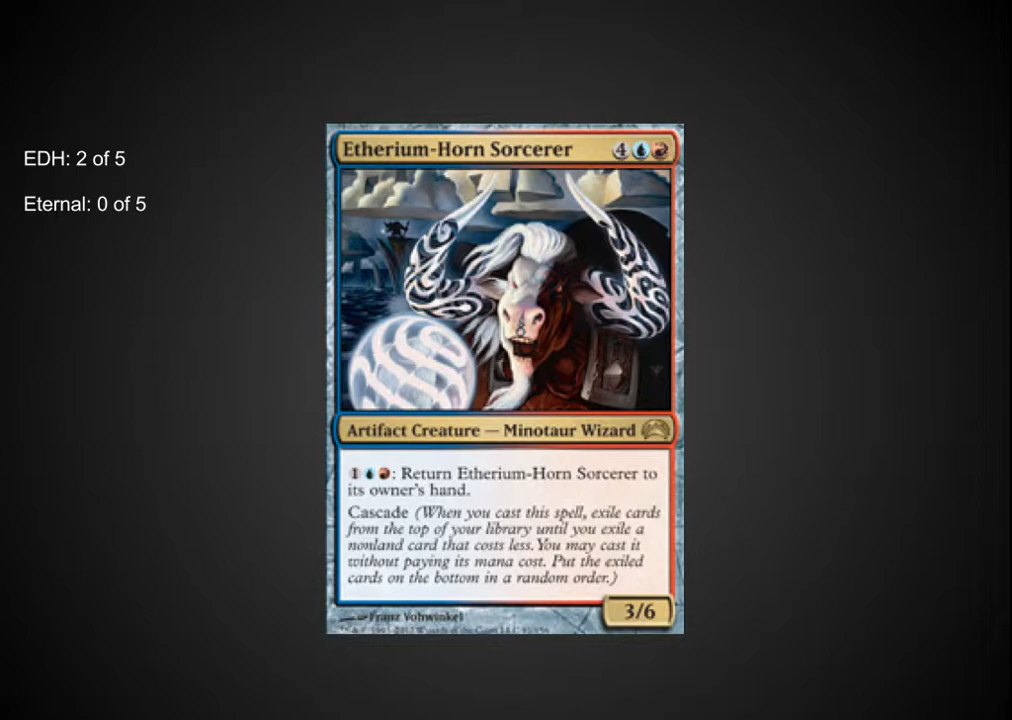 EDH: 2 of 5
Eternal: 0 of 5
Etherium-Horn Sorcerer 4
Artifact Creature — Minotaur Wizard
1 : Return Etherium-Horn Sorcerer to
its owner's hand.
Cascade (When you cast this spell, exile cards
from the top of your library until you exile a
nonland card that costs less. You may cast it
without paying its mana cost. Put the exiled
cards on the bottom in a random order.)
3/6
Franz Vohwinkel